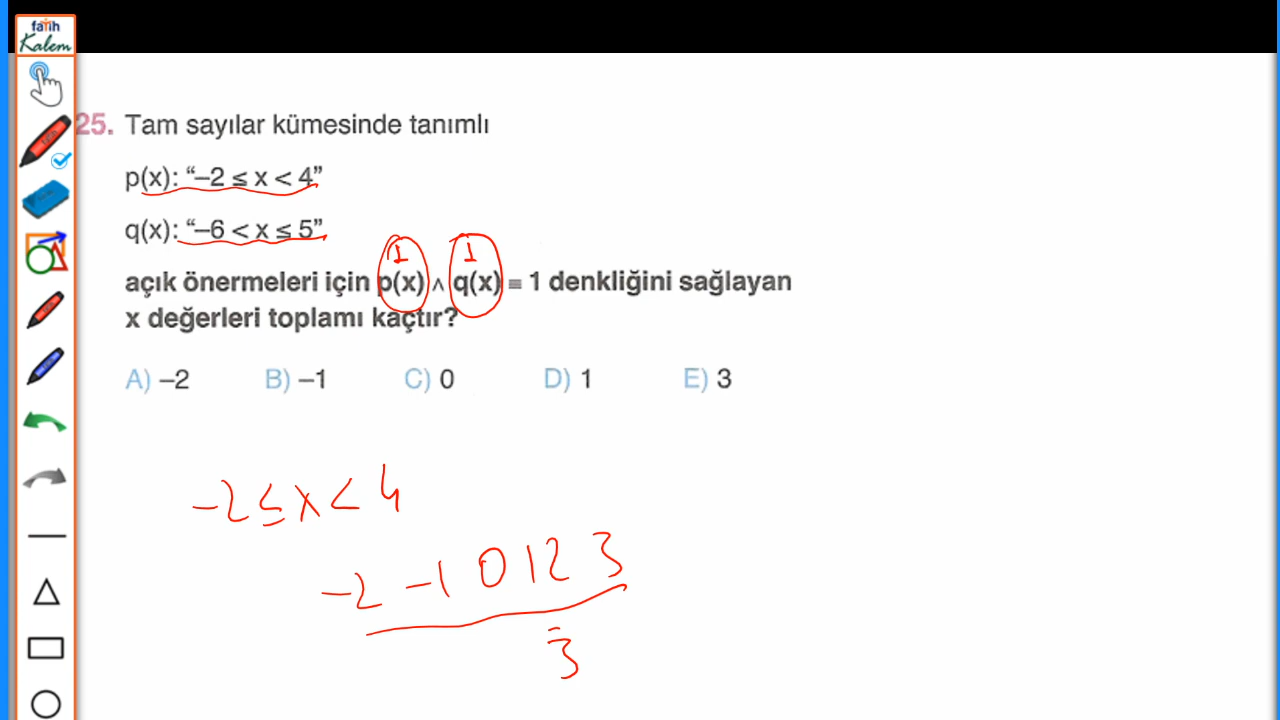 fatih
Kalem
25. Tam sayılar kümesinde tanımlı
p(x): “–2 ≤ x < 4”
q(x): “–6 < x ≤ 5”
1 1
açık önermeleri için p(x) ∧ q(x) ≡ 1 denkliğini sağlayan
x değerleri toplamı kaçtır?
A) –2 B) –1 C) 0 D) 1 E) 3
-2 ≤ x < 4
-2 -1 0 1 2 3
3